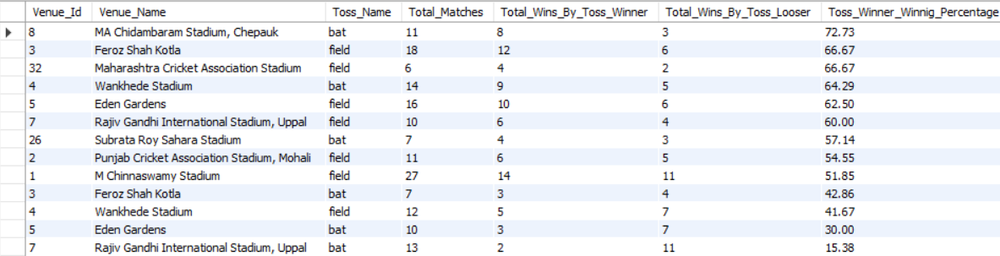 Venue_Id Venue_Name Toss_Name Total_Matches Total_Wins_By_Toss_Winner Total_Wins_By_Toss_Looser Toss_Winner_Winnig_Percentage
8 MA Chidambaram Stadium, Chepauk bat 11 8 3 72.73
3 Feroz Shah Kotla field 18 12 6 66.67
32 Maharashtra Cricket Association Stadium field 6 4 2 66.67
4 Wankhede Stadium bat 14 9 5 64.29
5 Eden Gardens field 16 10 6 62.50
7 Rajiv Gandhi International Stadium, Uppal field 10 6 4 60.00
26 Subrata Roy Sahara Stadium bat 7 4 3 57.14
2 Punjab Cricket Association Stadium, Mohali field 11 6 5 54.55
1 M Chinnaswamy Stadium field 27 14 11 51.85
3 Feroz Shah Kotla bat 7 3 4 42.86
4 Wankhede Stadium field 12 5 7 41.67
5 Eden Gardens bat 10 3 7 30.00
7 Rajiv Gandhi International Stadium, Uppal bat 13 2 11 15.38